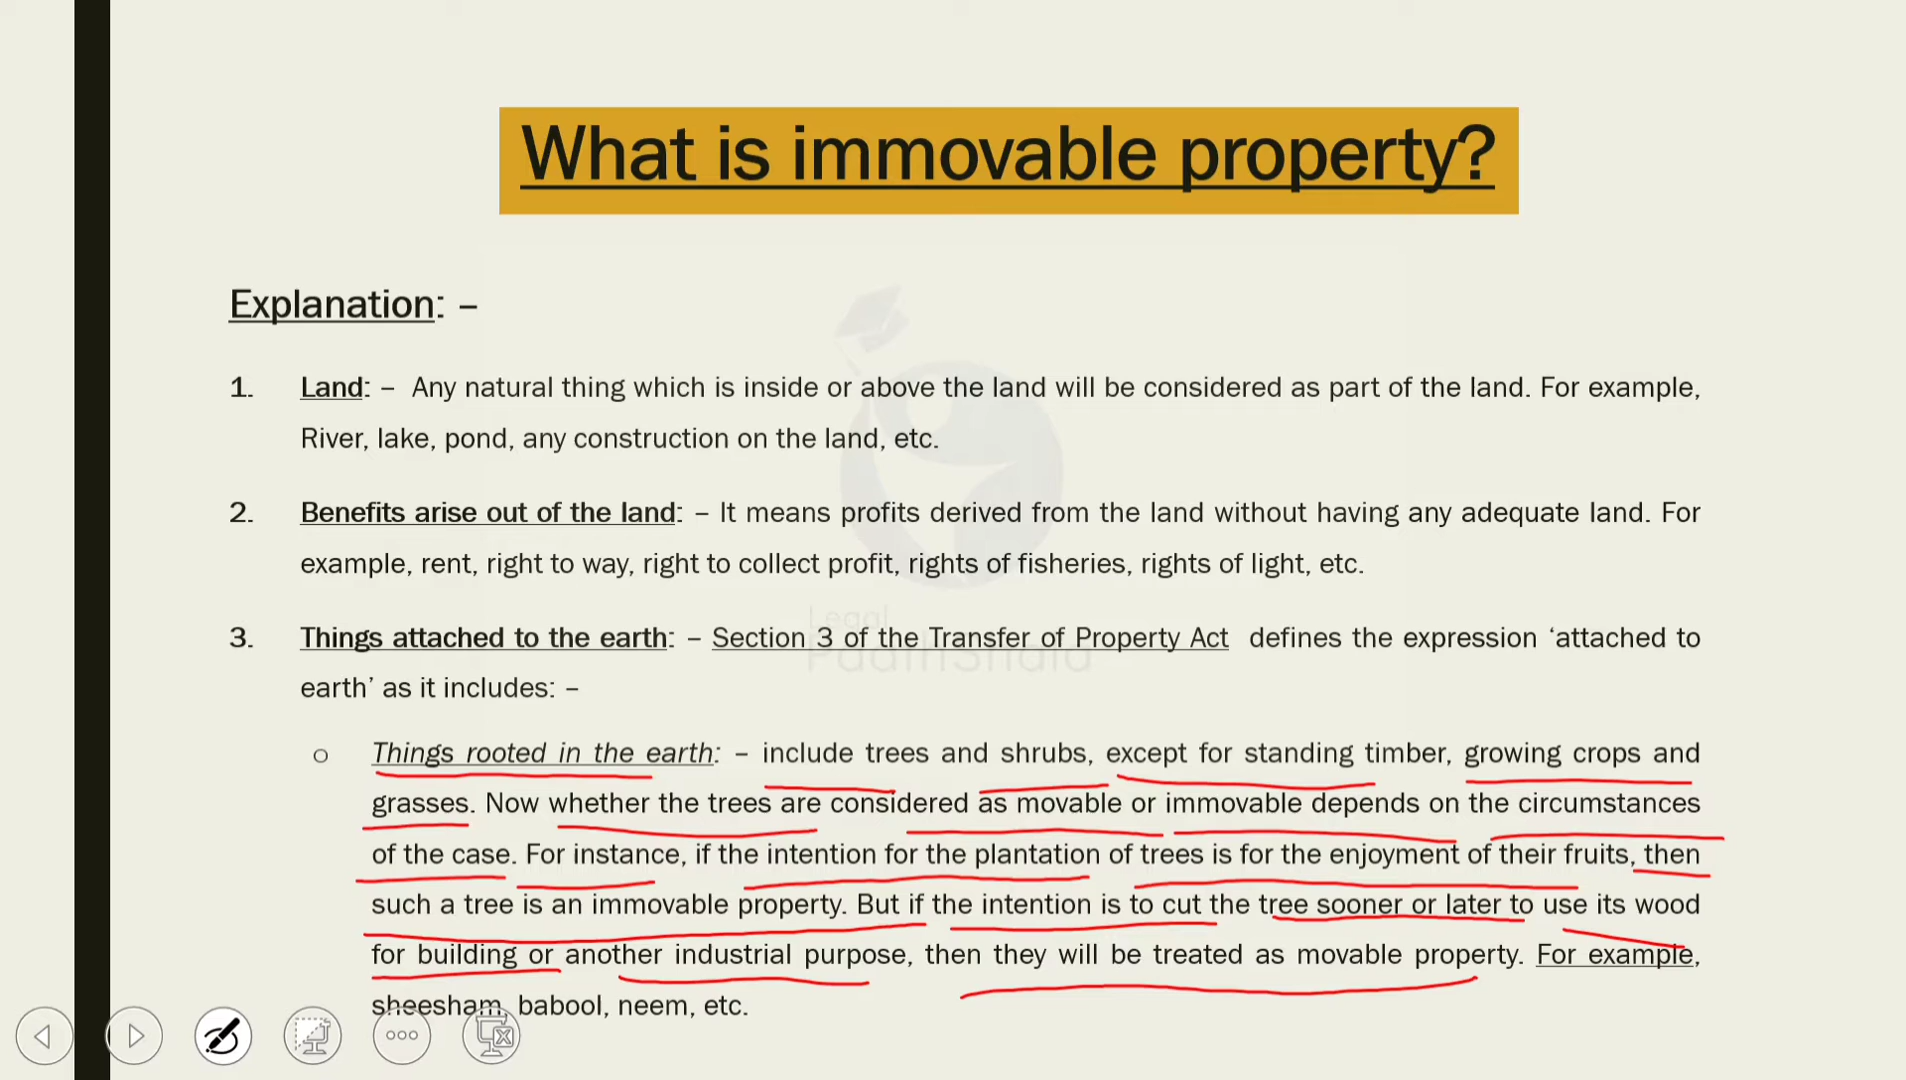 What is immovable property?
Explanation: –
1. Land: – Any natural thing which is inside or above the land will be considered as part of the land. For example,
River, lake, pond, any construction on the land, etc.
2. Benefits arise out of the land: – It means profits derived from the land without having any adequate land. For
example, rent, right to way, right to collect profit, rights of fisheries, rights of light, etc.
3. Things attached to the earth: – Section 3 of the Transfer of Property Act defines the expression ‘attached to
earth’ as it includes: –
o Things rooted in the earth: – include trees and shrubs, except for standing timber, growing crops and
grasses. Now whether the trees are considered as movable or immovable depends on the circumstances
of the case. For instance, if the intention for the plantation of trees is for the enjoyment of their fruits, then
such a tree is an immovable property. But if the intention is to cut the tree sooner or later to use its wood
for building or another industrial purpose, then they will be treated as movable property. For example,
sheesham, babool, neem, etc.
Legal
PaathShala